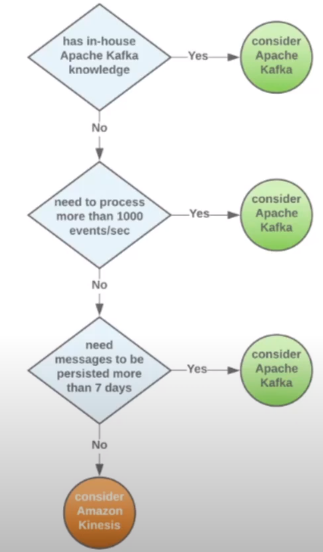 has in-house
Apache Kafka
knowledge
Yes
consider
Apache
Kafka
No
need to process
more than 1000
events/sec
Yes
consider
Apache
Kafka
No
need
messages to be
persisted more
than 7 days
Yes
consider
Apache
Kafka
No
consider
Amazon
Kinesis